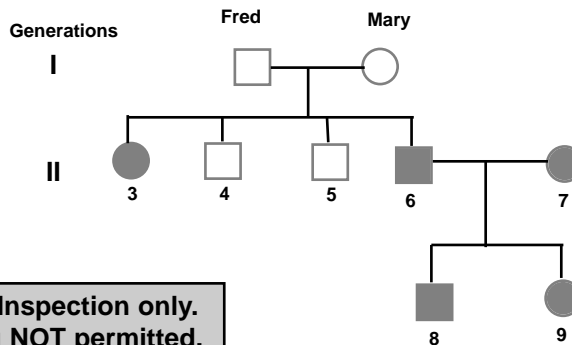 Fred
Mary
Generations
I
II
3
4
5
6
7
Inspection only.
NOT permitted.
8
9